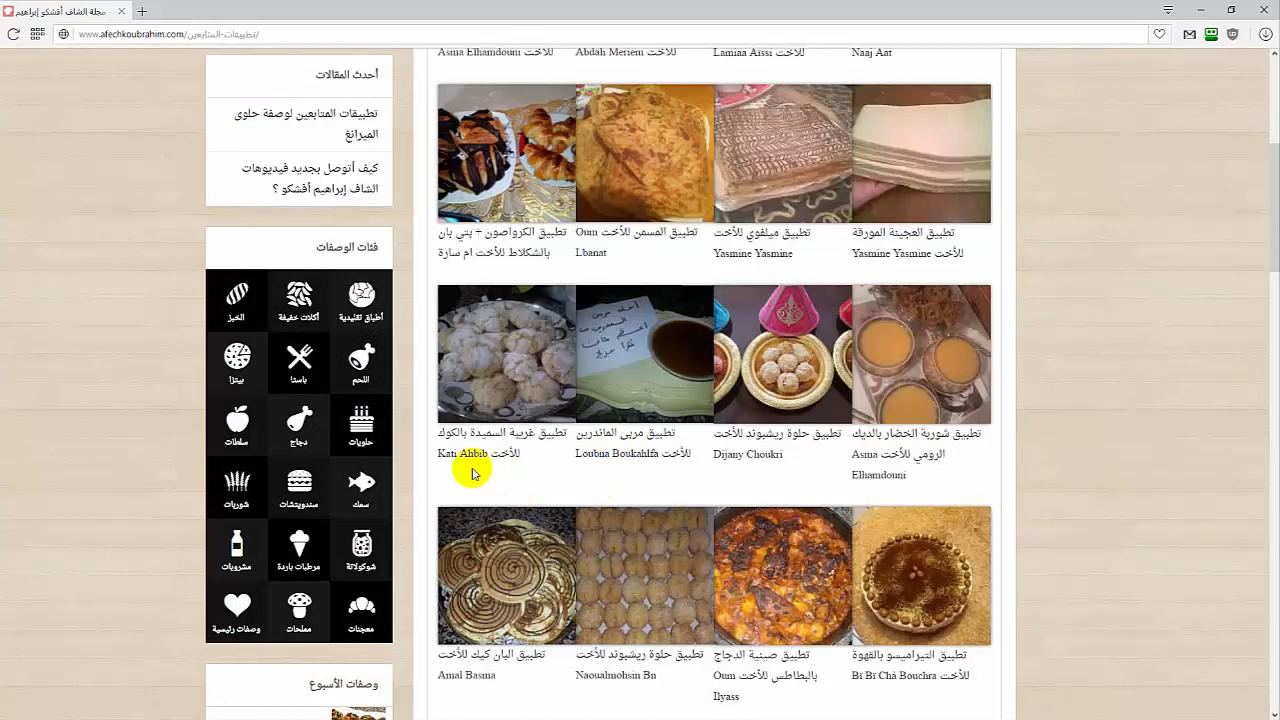 مجلة الشاف أفشكو إبراهيم
www.afechkoubrahim.com/تطبيقات-المتابعين/
أحدث المقالات
تطبيقات المتابعين لوصفة حلوى
الميرانغ
كيف أتوصل بجديد فيديوهات
الشاف إبراهيم أفشكو ؟
فئات الوصفات
أطباق تقليدية
أكلات خفيفة
الخبز
اللحم
باستا
بيتزا
حلويات
دجاج
سلطات
سمك
سندويتشات
شوربات
شوكولاتة
مرطبات باردة
مشروبات
معجنات
مملحات
وصفات رئيسية
وصفات الأسبوع
للأخت Asma Elhamdouni
للأخت Abdah Meriem
للأخت Lamiaa Aïssi
Naaj Aat
تطبيق الكرواصون + بتي بان
بالشكلاط للأخت ام سارة
تطبيق المسمن للأخت Oum
Lbanat
تطبيق ميلفوي للأخت
Yasmine Yasmine
تطبيق العجينة المورقة
للأخت Yasmine Yasmine
تطبيق غريبة السميدة بالكوك
للأخت Kati Ahbib
تطبيق مربى الماندرين
للأخت Loubna Boukahlfa
تطبيق حلوة ريشبوند للأخت
Dijany Choukri
تطبيق شوربة الخضار بالديك
الرومي للأخت Asma
Elhamdouni
تطبيق البان كيك للأخت
Amal Basma
تطبيق حلوة ريشبوند للأخت
Naoualmohsin Bn
تطبيق صينية الدجاج
بالبطاطس للأخت Oum
Ilyass
تطبيق التيراميسو بالقهوة
للأخت Bï Bï Chà Bouchra